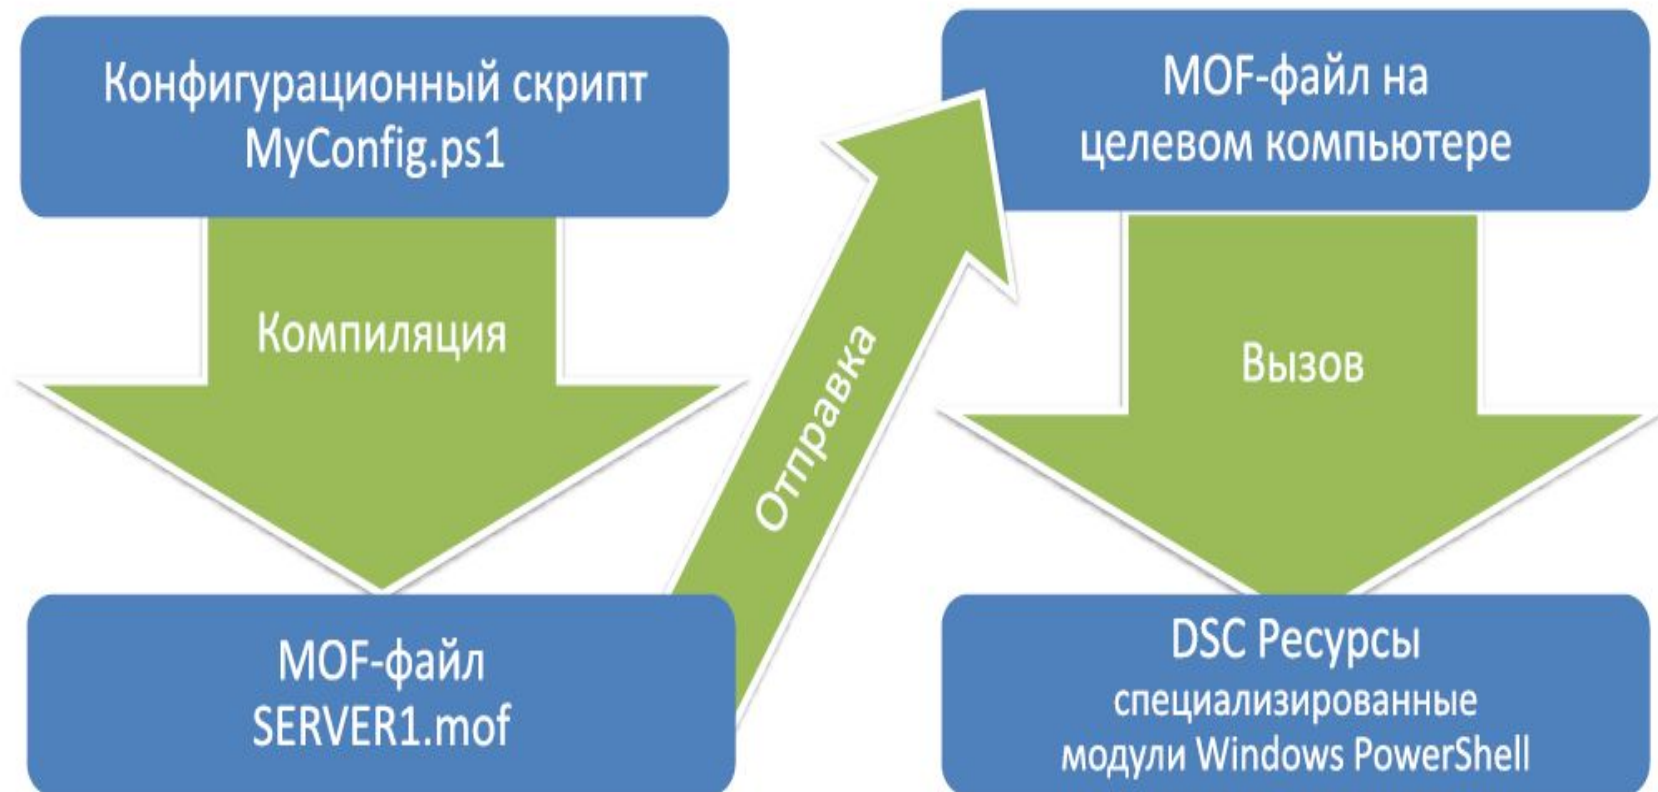 Конфигурационный скрипт
MyConfig.ps1
Компиляция
MOF-файл
SERVER1.mof
Отправка
MOF-файл на
целевом компьютере
Вызов
DSC Ресурсы
специализированные
модули Windows PowerShell